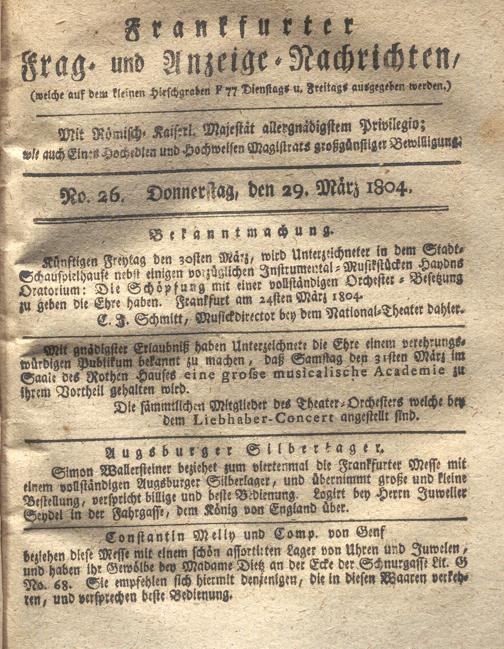 Frankfurter
Frag- und Anzeige-Nachrichten,
(welche auf dem kleinen Hirschgraben F 77 Dienstags u. Freitags ausgegeben werden.)
Mit Römisch-Kaiserl. Majestät allergnädigstem Privilegio;
wie auch Eines Hochedlen und Hochweisen Magistrats großgünstiger Bewilligung.
No. 26. Donnerstag, den 29. März 1804.
Bekanntmachung.
Künftigen Freytag den 30sten März, wird Unterzeichneter in dem Stadt-
Schauspielhause nebst einigen vorzüglichen Instrumental-Musikstücken Haydns
Oratorium: Die Schöpfung mit einer vollständigen Orchester-Besetzung
zu geben die Ehre haben. Frankfurt am 24sten März 1804.
C. J. Schmitt, Musickdirector bey dem National-Theater dahier.
Mit gnädigster Erlaubniß haben Unterzeichnete die Ehre einem verehrungs-
würdigen Publikum bekannt zu machen, daß Samstag den 31sten März im
Saale des Rothen Hauses eine große musicalische Academie zu
ihrem Vortheil gehalten wird.
Die sämmtlichen Mitglieder des Theater-Orchesters welche bey
dem Liebhaber-Concert angestellt sind.
Augsburger Silberlager.
Simon Wallersteiner beziehet zum viertenmal die Frankfurter Messe mit
einem vollständigen Augsburger Silberlager, und übernimmt große und kleine
Bestellung, verspricht billige und beste Bedienung. Logirt bey Herrn Juwelier
Seydel in der Fahrgasse, dem König von England über.
Constantin Melly und Comp. von Genf
beziehen diese Messe mit einem schön assortirten Lager von Uhren und Juwelen,
und haben ihr Gewölbe bey Madame Dietz an der Ecke der Schnurgasse Lit. G
No. 68. Sie empfehlen sich hiermit denjenigen, die in diesen Waaren verkeh-
ren, und versprechen beste Bedienung.